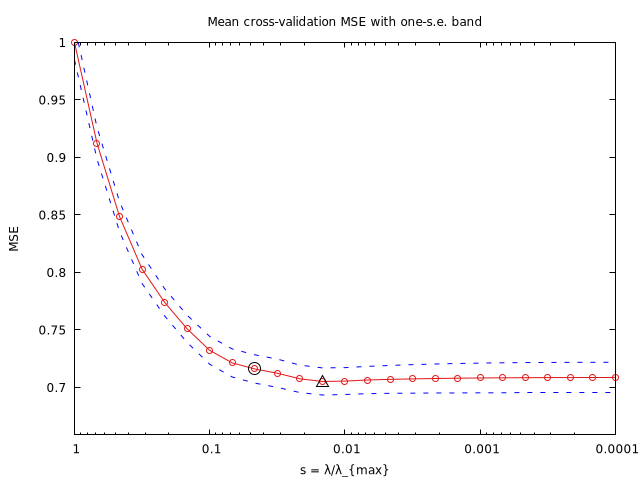 Mean cross-validation MSE with one-s.e. band
1
0.95
0.9
0.85
0.8
0.75
0.7
MSE
1 0.1 0.01 0.001 0.0001
s = λ/λ_{max}